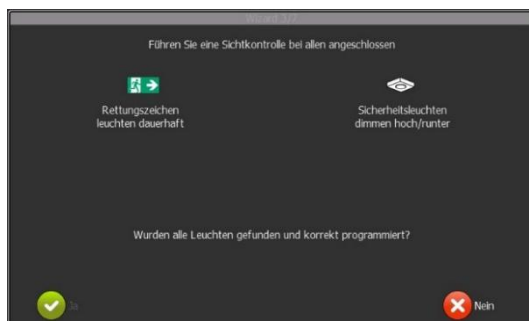 Wizard 3/7
Führen Sie eine Sichtkontrolle bei allen angeschlossen
Rettungszeichen
leuchten dauerhaft
Sicherheitsleuchten
dimmen hoch/runter
Wurden alle Leuchten gefunden und korrekt programmiert?
Ja
Nein